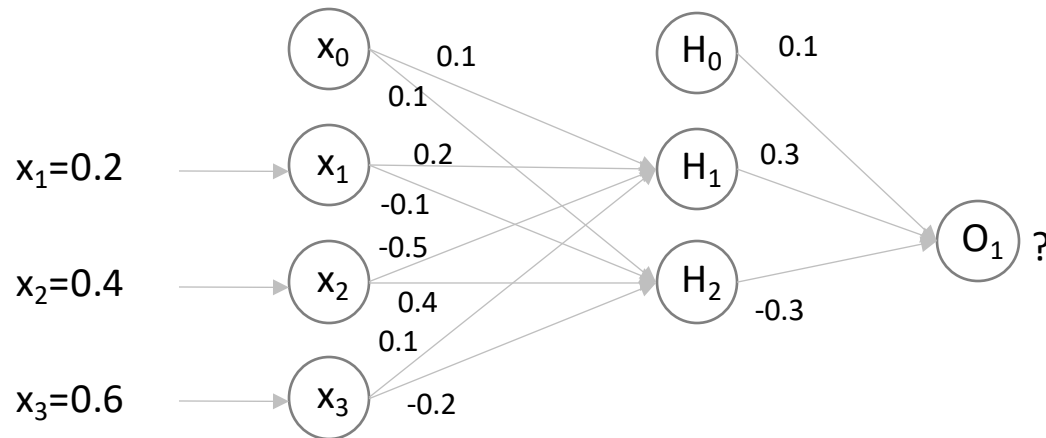 x₀
H₀
0.1
0.1
0.1
x₁=0.2
x₁
0.2
H₁
0.3
-0.1
-0.5
O₁
?
x₂=0.4
x₂
0.4
H₂
-0.3
0.1
x₃=0.6
x₃
-0.2